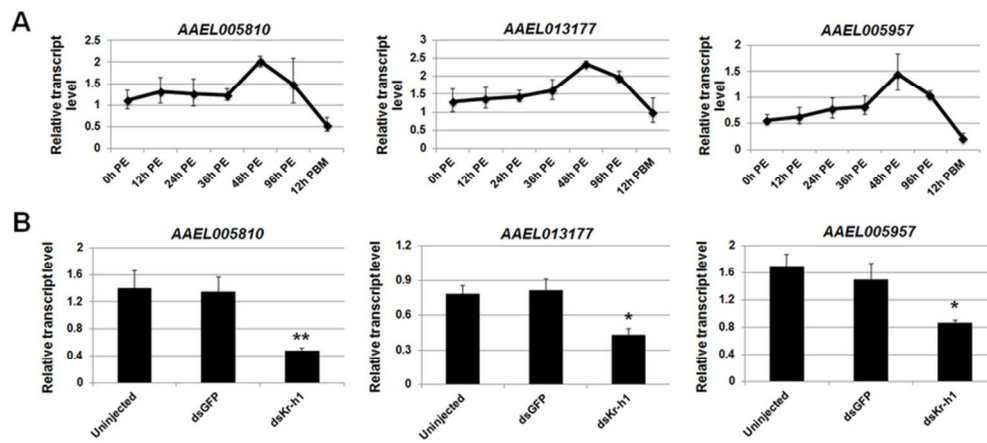 A
AAEL005810
Relative transcript level
2.5
2
1.5
1
0.5
0
0h PE
12h PE
24h PE
36h PE
48h PE
96h PE
12h PBM
AAEL013177
Relative transcript level
3
2.5
2
1.5
1
0.5
0
0h PE
12h PE
24h PE
36h PE
48h PE
96h PE
12h PBM
AAEL005957
Relative transcript level
2
1.5
1
0.5
0
0h PE
12h PE
24h PE
36h PE
48h PE
96h PE
12h PBM
B
AAEL005810
Relative transcript level
2
1.6
1.2
0.8
0.4
0
**
Uninjected
dsGFP
dsKr-h1
AAEL013177
Relative transcript level
1.2
0.9
0.6
0.3
0
*
Uninjected
dsGFP
dsKr-h1
AAEL005957
Relative transcript level
2
1.6
1.2
0.8
0.4
0
*
Uninjected
dsGFP
dsKr-h1